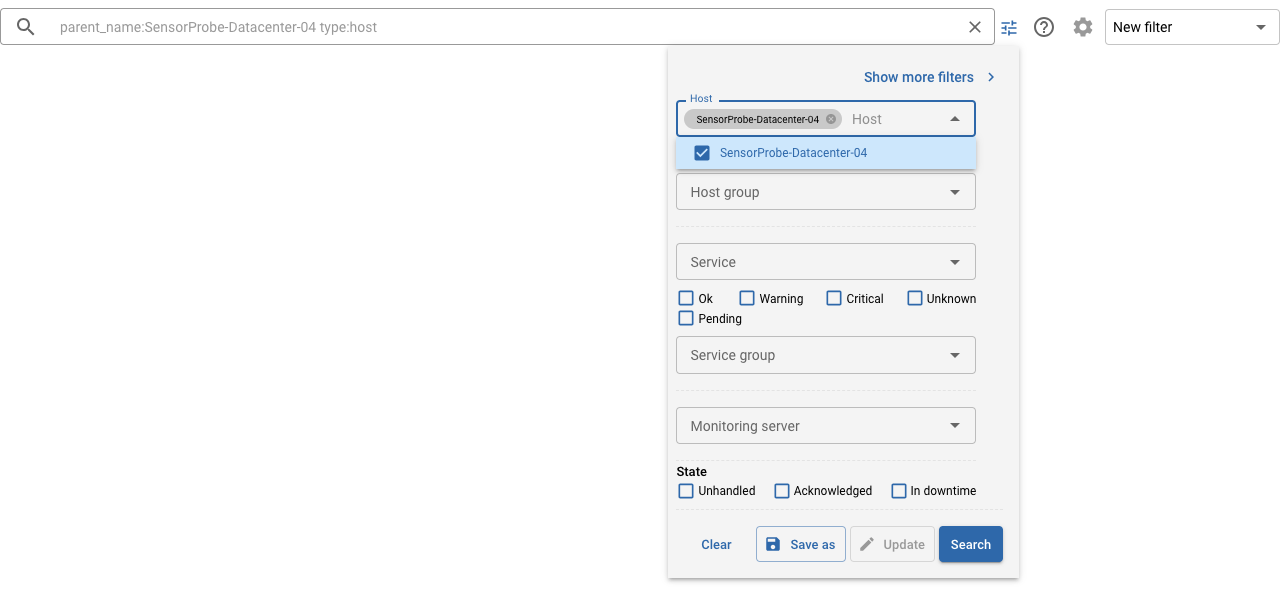 parent_name:SensorProbe-Datacenter-04 type:host
New filter
Show more filters
Host
SensorProbe-Datacenter-04 Host
SensorProbe-Datacenter-04
Host group
Service
Ok Warning Critical Unknown
Pending
Service group
Monitoring server
State
Unhandled Acknowledged In downtime
Clear Save as Update Search